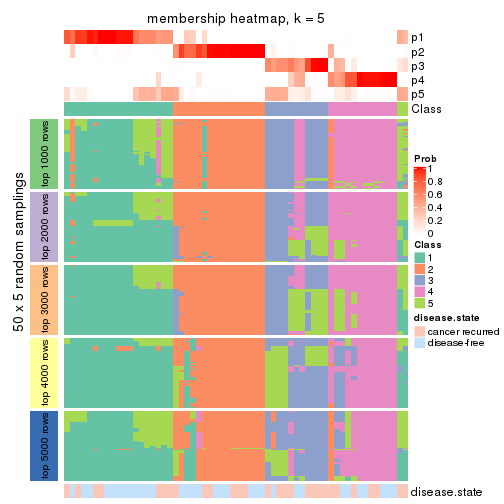 membership heatmap, k = 5
p1
p2
p3
p4
p5
Class
50 x 5 random samplings
top 1000 rows
top 2000 rows
top 3000 rows
top 4000 rows
top 5000 rows
Prob
1
0.8
0.6
0.4
0.2
0
Class
1
2
3
4
5
disease.state
cancer recurred
disease-free
disease.state